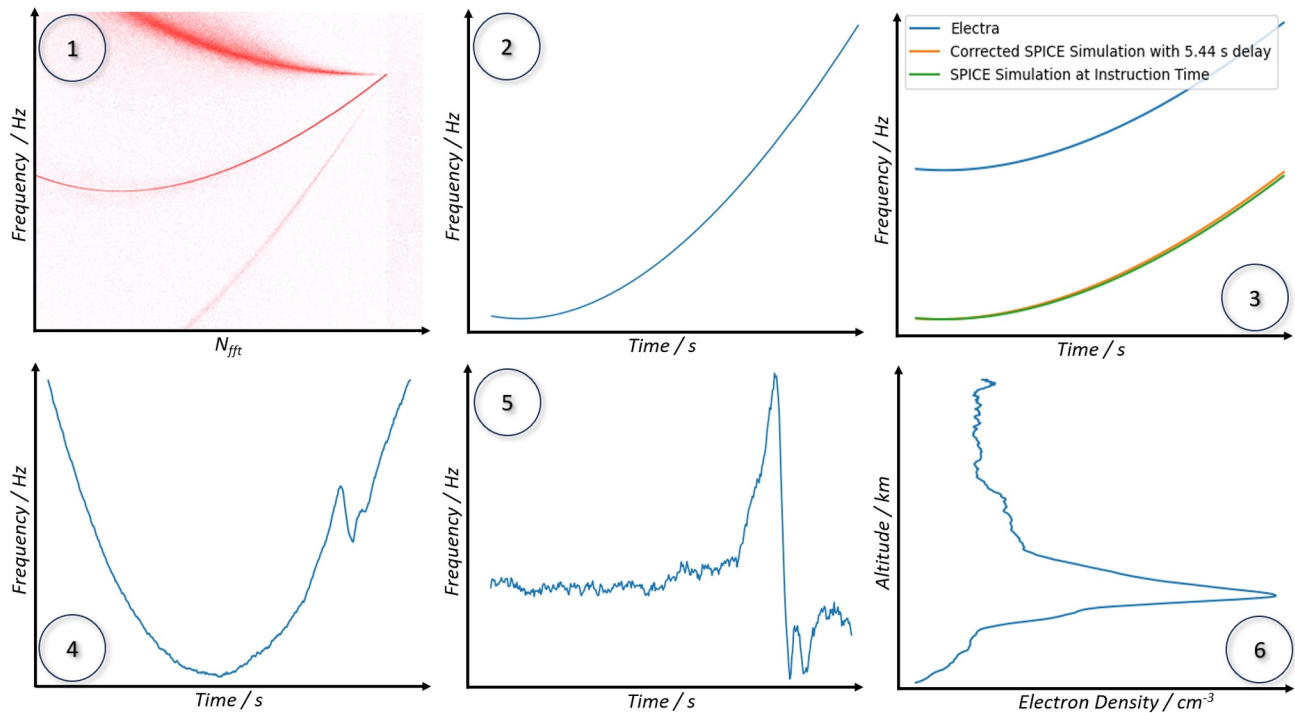 1
Frequency / Hz
N_fft
2
Frequency / Hz
Time / s
Electra
Corrected SPICE Simulation with 5.44 s delay
SPICE Simulation at Instruction Time
Frequency / Hz
3
Time / s
4
Frequency / Hz
Time / s
5
Frequency / Hz
Time / s
Altitude / km
6
Electron Density / cm⁻³